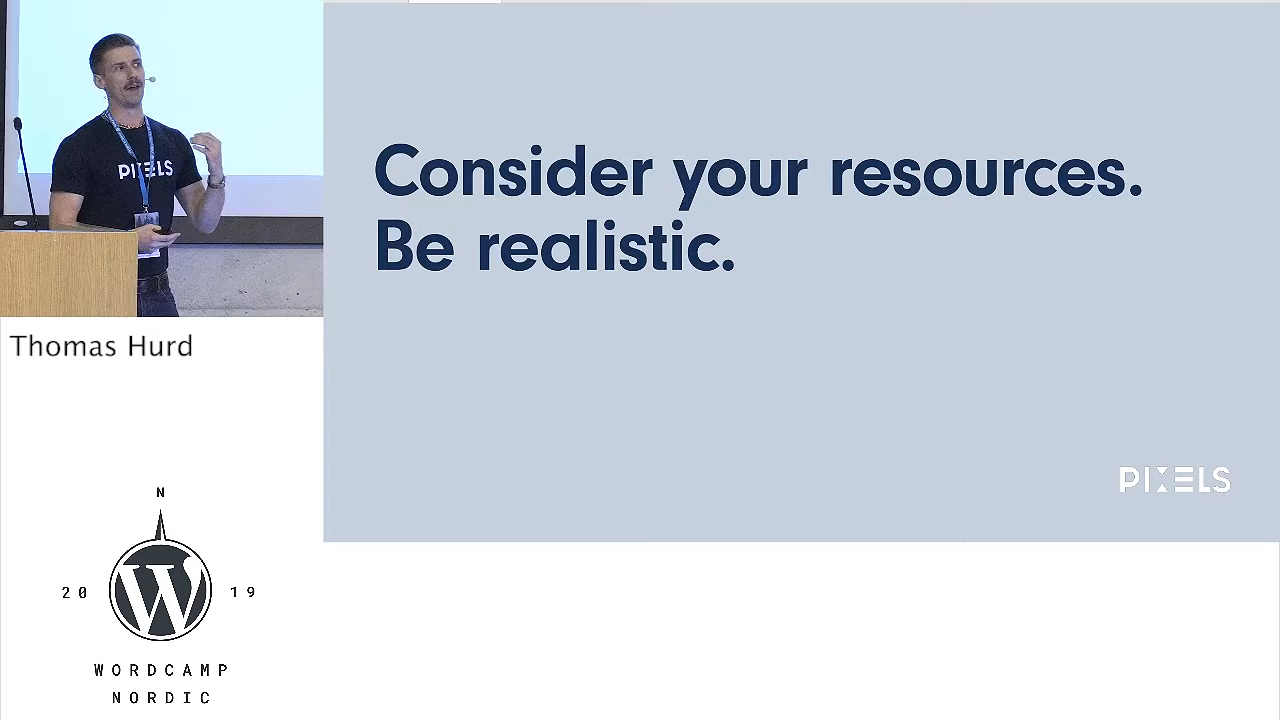 PIXELS
Consider your resources.
Be realistic.
PIXELS
Thomas Hurd
N
20 19
WORDCAMP
NORDIC